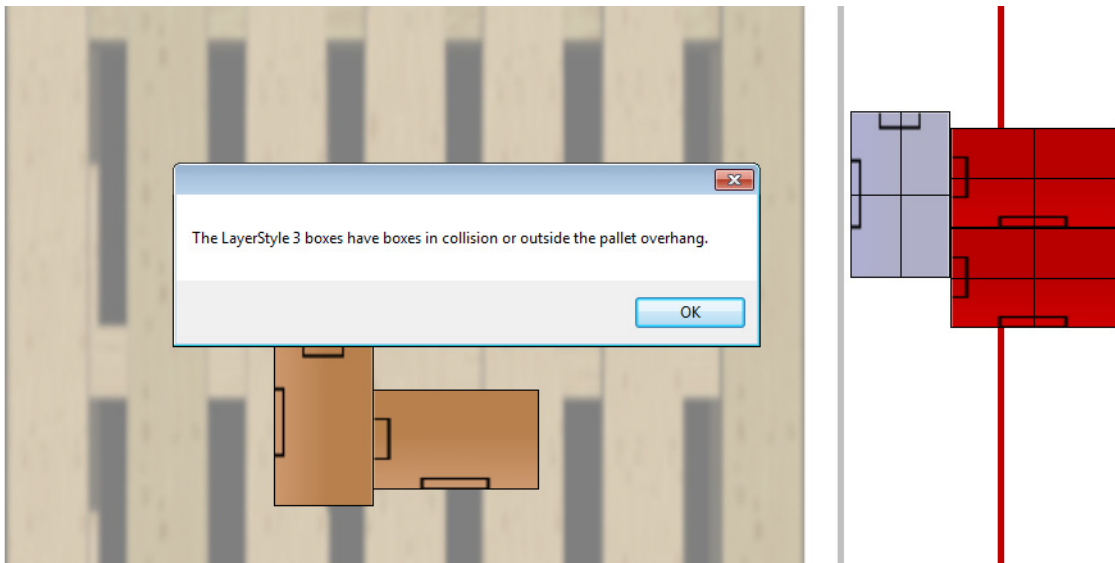 The LayerStyle 3 boxes have boxes in collision or outside the pallet overhang.
OK